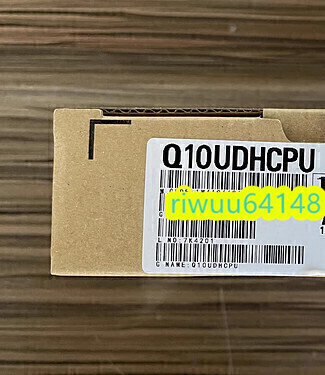 Q10UDHCPU
riwuu64148
L NO:7K4201
G NAME:Q10UDHCPU